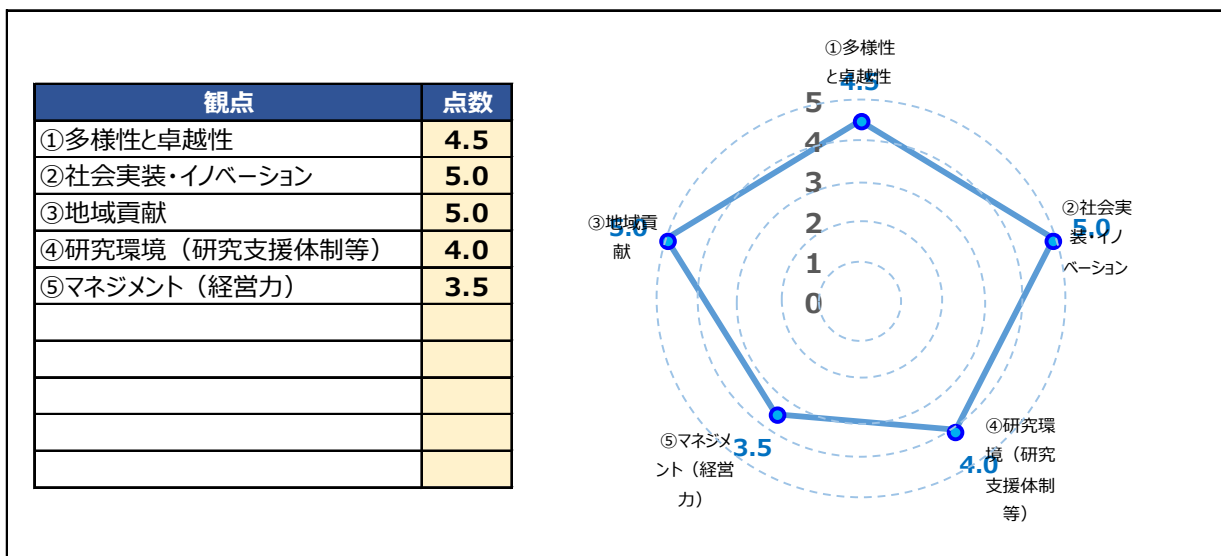 観点 点数
①多様性と卓越性 4.5
②社会実装・イノベーション 5.0
③地域貢献 5.0
④研究環境（研究支援体制等） 4.0
⑤マネジメント（経営力） 3.5
①多様性
と卓越性
4.5
5
4
3
2
1
0
②社会実
装・イノ
ベーション
5.0
③地域貢
献
5.0
④研究環
境（研究
支援体制
等）
4.0
⑤マネジメ
ント（経営
力）
3.5